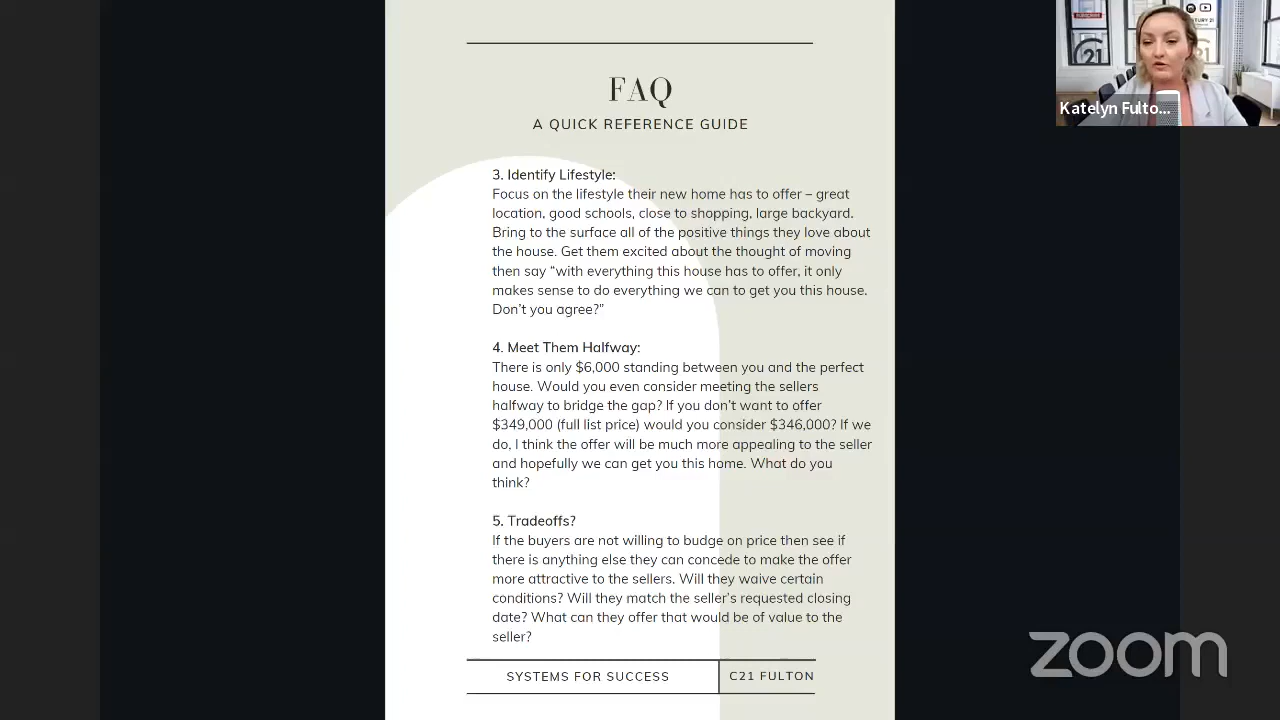 FAQ
A QUICK REFERENCE GUIDE
3. Identify Lifestyle:
Focus on the lifestyle their new home has to offer – great
location, good schools, close to shopping, large backyard.
Bring to the surface all of the positive things they love about
the house. Get them excited about the thought of moving
then say “with everything this house has to offer, it only
makes sense to do everything we can to get you this house.
Don’t you agree?”
4. Meet Them Halfway:
There is only $6,000 standing between you and the perfect
house. Would you even consider meeting the sellers
halfway to bridge the gap? If you don’t want to offer
$349,000 (full list price) would you consider $346,000? If we
do, I think the offer will be much more appealing to the seller
and hopefully we can get you this home. What do you
think?
5. Tradeoffs?
If the buyers are not willing to budge on price then see if
there is anything else they can concede to make the offer
more attractive to the sellers. Will they waive certain
conditions? Will they match the seller’s requested closing
date? What can they offer that would be of value to the
seller?
SYSTEMS FOR SUCCESS
C21 FULTON
SUBSCRIBE
21
Katelyn Fulto...
zoom